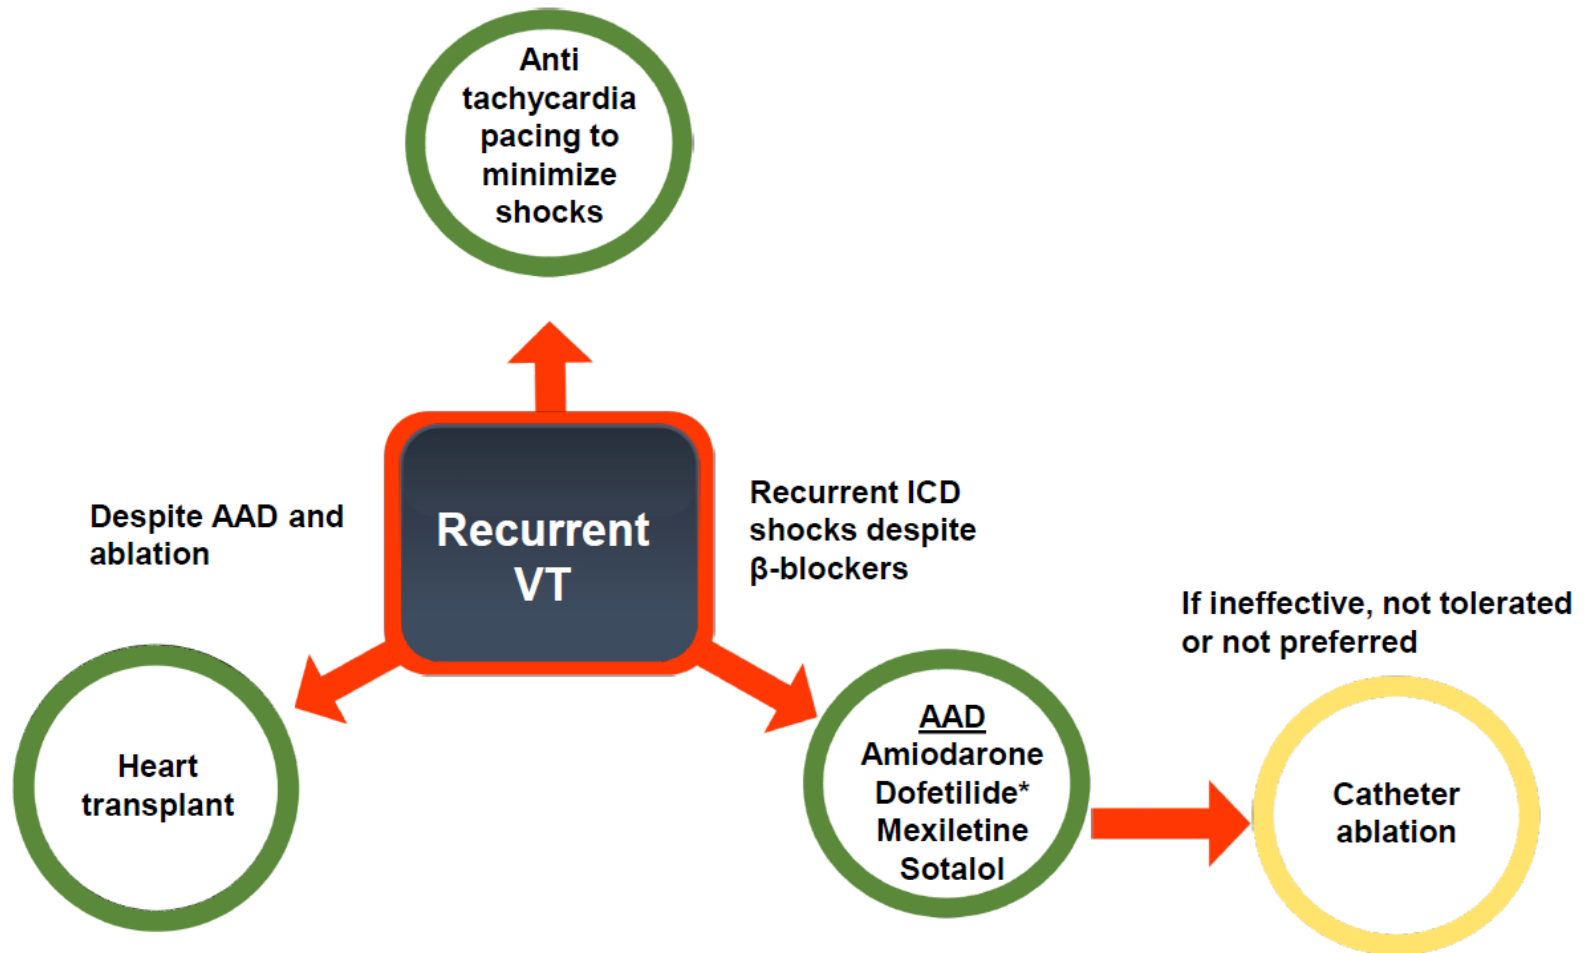 Anti
tachycardia
pacing to
minimize
shocks
Despite AAD and
ablation
Recurrent
VT
Recurrent ICD
shocks despite
β-blockers
If ineffective, not tolerated
or not preferred
Heart
transplant
AAD
Amiodarone
Dofetilide*
Mexiletine
Sotalol
Catheter
ablation